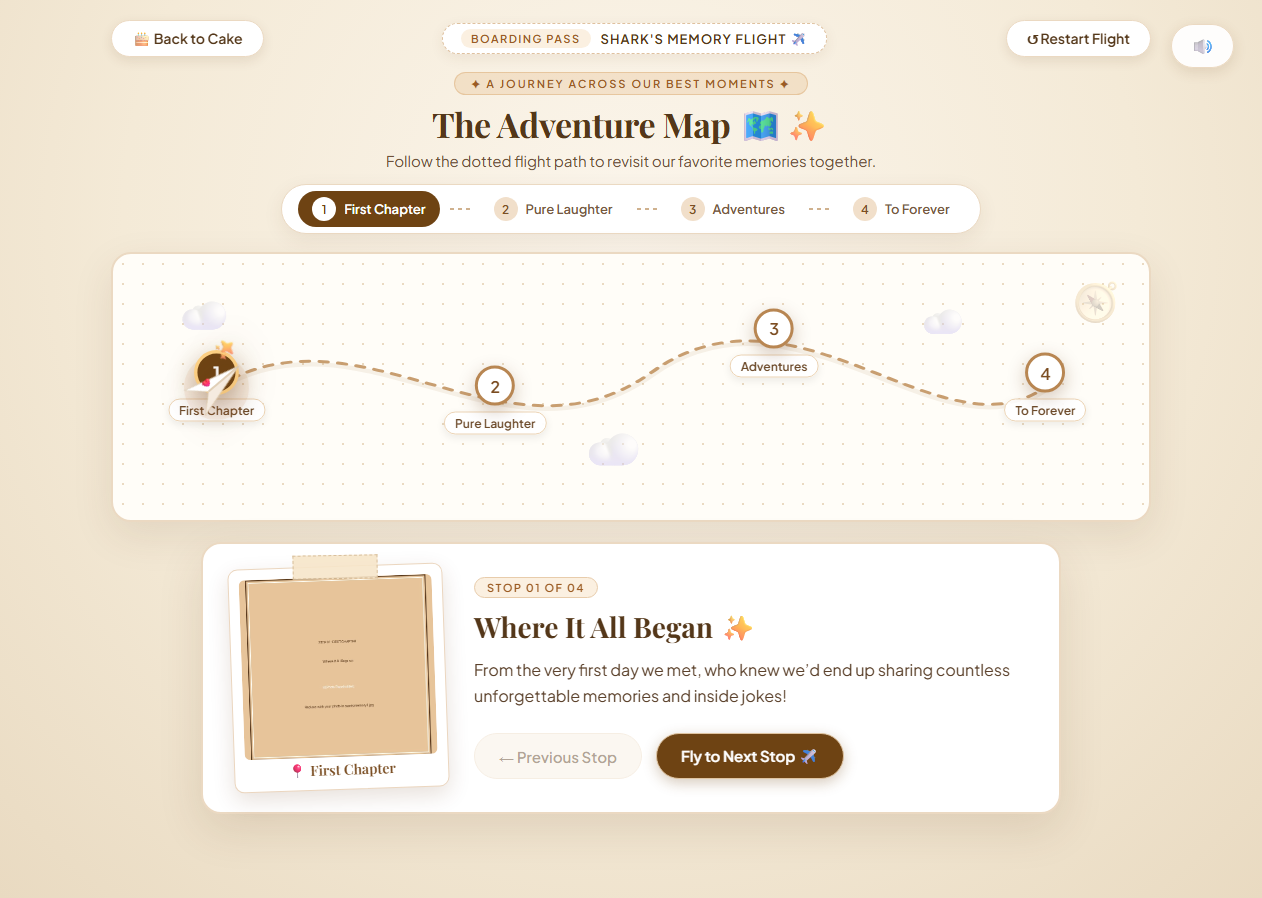 🎂 Back to Cake
BOARDING PASS SHARK'S MEMORY FLIGHT ✈️
↺ Restart Flight
✦ A JOURNEY ACROSS OUR BEST MOMENTS ✦
The Adventure Map 🗺️ ✨
Follow the dotted flight path to revisit our favorite memories together.
1 First Chapter
2 Pure Laughter
3 Adventures
4 To Forever
1
First Chapter
2
Pure Laughter
3
Adventures
4
To Forever
STOP 01 OF 04
Where It All Began ✨
From the very first day we met, who knew we’d end up sharing countless
unforgettable memories and inside jokes!
📍 First Chapter
← Previous Stop
Fly to Next Stop ✈️